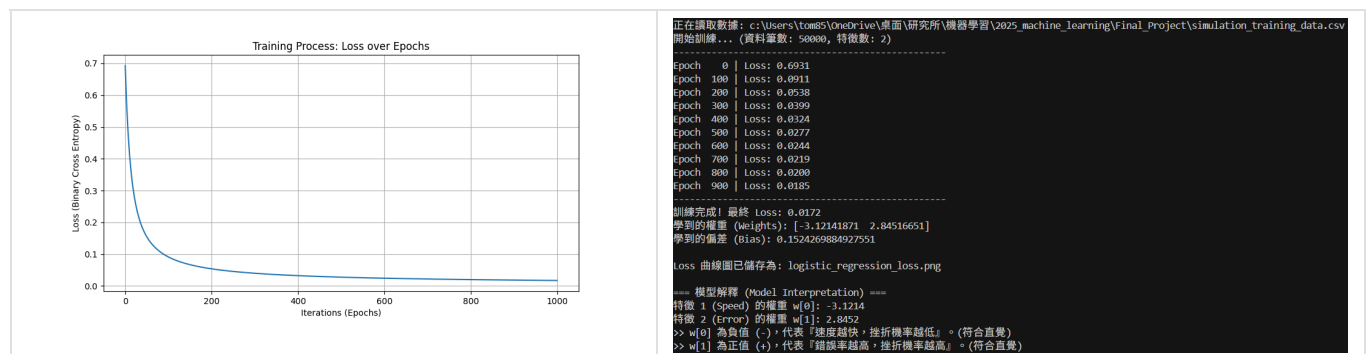 Training Process: Loss over Epochs
Loss (Binary Cross Entropy)
0.7
0.6
0.5
0.4
0.3
0.2
0.1
0.0
0 200 400 600 800 1000
Iterations (Epochs)
正在讀取數據: c:\Users\tom85\OneDrive\桌面\研究所\機器學習\2025_machine_learning\Final_Project\simulation_training_data.csv
開始訓練... (資料筆數: 50000, 特徵數: 2)
--------------------------------------------------
Epoch    0 | Loss: 0.6931
Epoch  100 | Loss: 0.0911
Epoch  200 | Loss: 0.0538
Epoch  300 | Loss: 0.0399
Epoch  400 | Loss: 0.0324
Epoch  500 | Loss: 0.0277
Epoch  600 | Loss: 0.0244
Epoch  700 | Loss: 0.0219
Epoch  800 | Loss: 0.0200
Epoch  900 | Loss: 0.0185
--------------------------------------------------
訓練完成! 最終 Loss: 0.0172
學到的權重 (Weights): [-3.12141871  2.84516651]
學到的偏差 (Bias): 0.1524269884927551
Loss 曲線圖已儲存為: logistic_regression_loss.png
=== 模型解釋 (Model Interpretation) ===
特徵 1 (Speed) 的權重 w[0]: -3.1214
特徵 2 (Error) 的權重 w[1]: 2.8452
>> w[0] 為負值 (-)，代表『速度越快，挫折機率越低』。(符合直覺)
>> w[1] 為正值 (+)，代表『錯誤率越高，挫折機率越高』。(符合直覺)